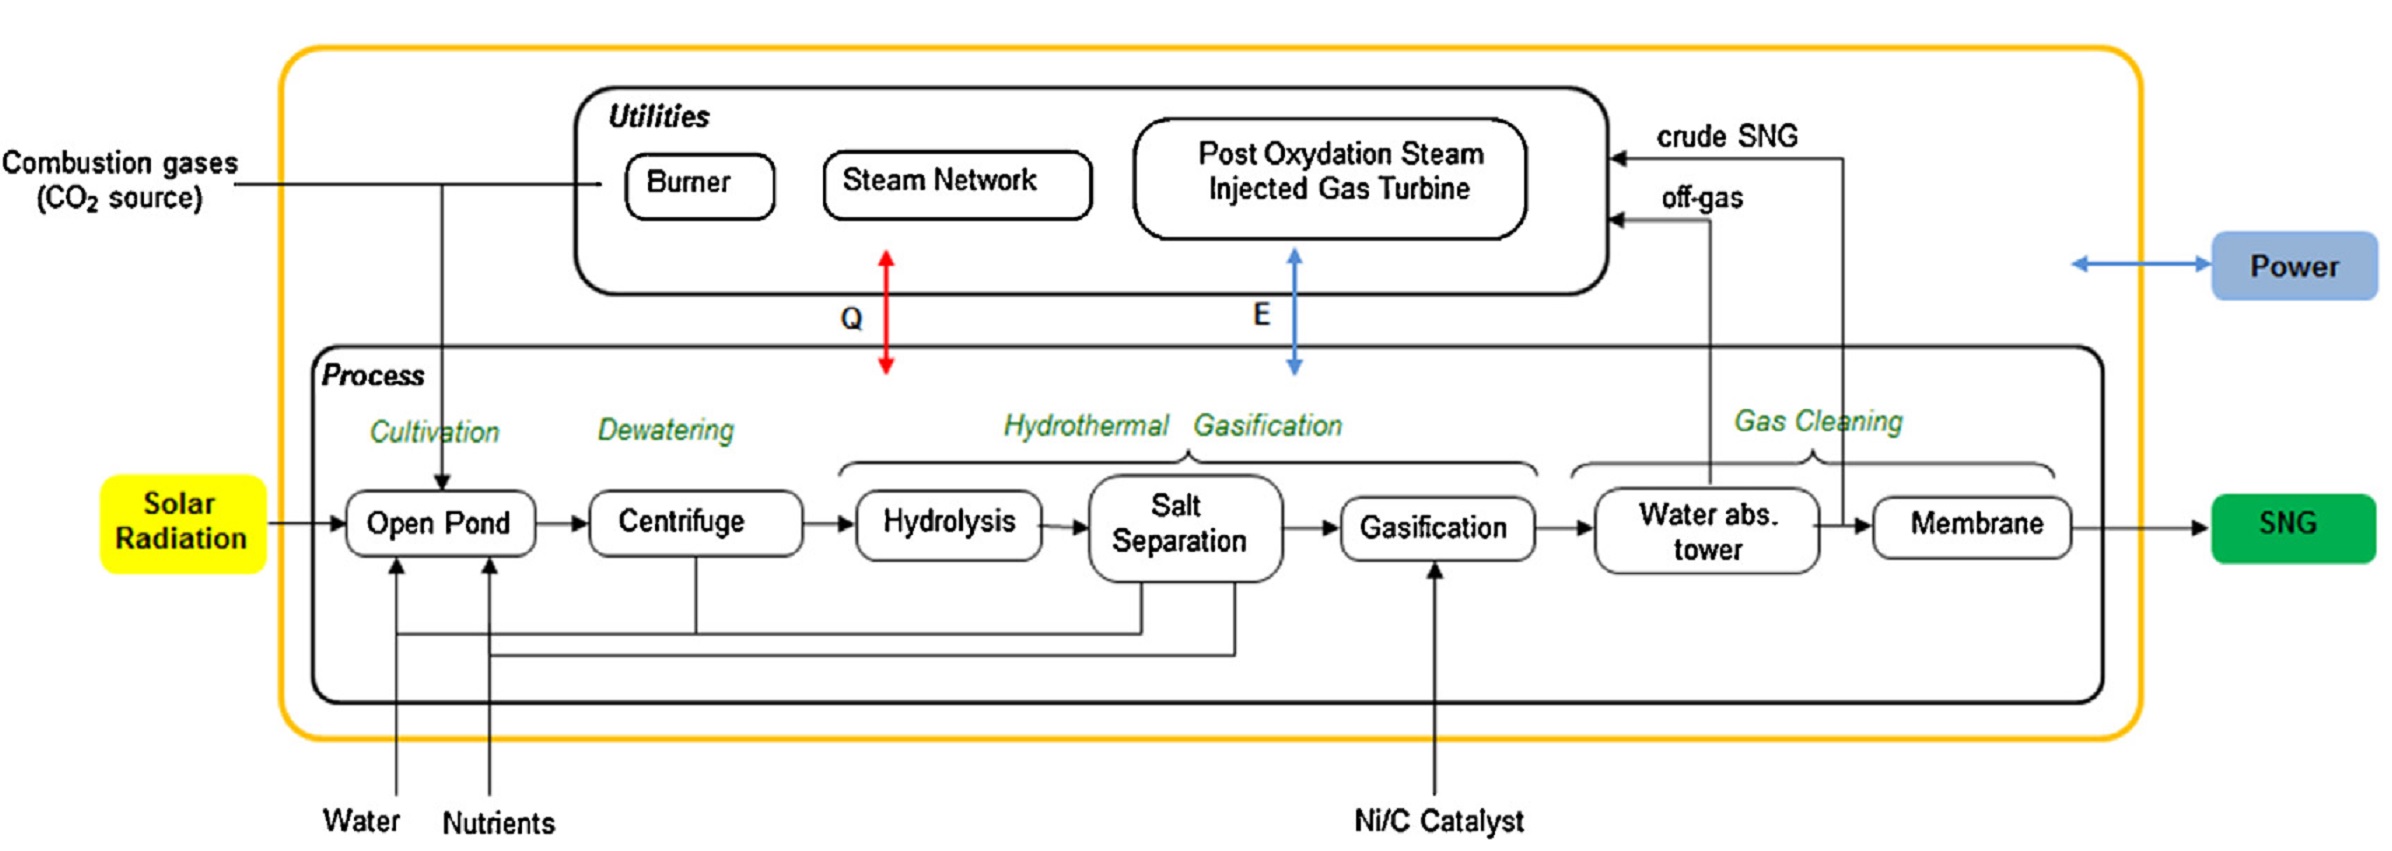 Utilities
Combustion gases
(CO₂ source)
Burner
Steam Network
Post Oxydation Steam
Injected Gas Turbine
crude SNG
off-gas
Power
Q
E
Process
Cultivation
Dewatering
Hydrothermal Gasification
Gas Cleaning
Solar
Radiation
Open Pond
Centrifuge
Hydrolysis
Salt
Separation
Gasification
Water abs.
tower
Membrane
SNG
Water
Nutrients
Ni/C Catalyst